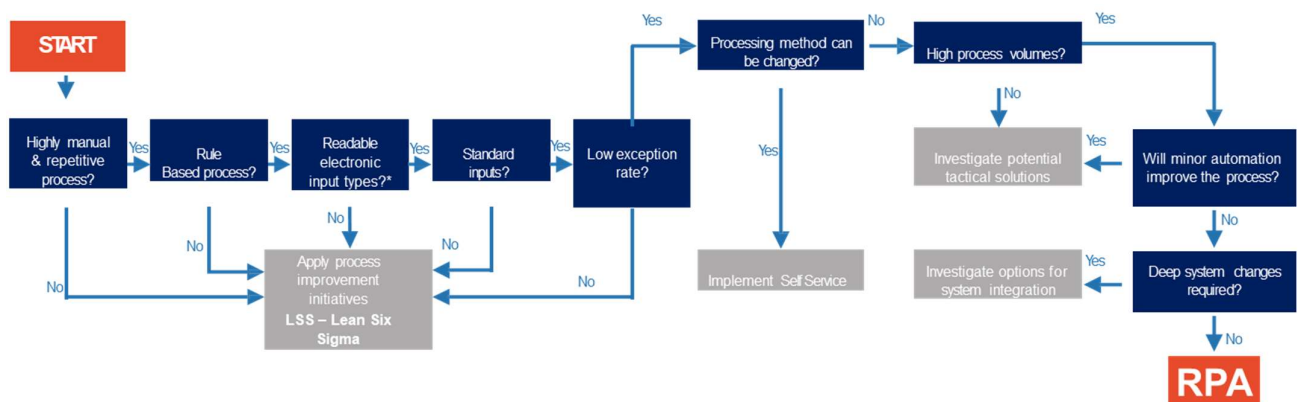 START
Highly manual
& repetitive
process?
Yes
No
Rule
Based process?
Yes
No
Readable
electronic
input types?*
Yes
No
Standard
inputs?
Yes
No
Low exception
rate?
Yes
No
Apply process
improvement
initiatives
LSS – Lean Six
Sigma
Processing method can
be changed?
No
Yes
Implement Self Service
High process volumes?
Yes
No
Investigate potential
tactical solutions
Will minor automation
improve the process?
Yes
No
Deep system changes
required?
Yes
Investigate options for
system integration
No
RPA